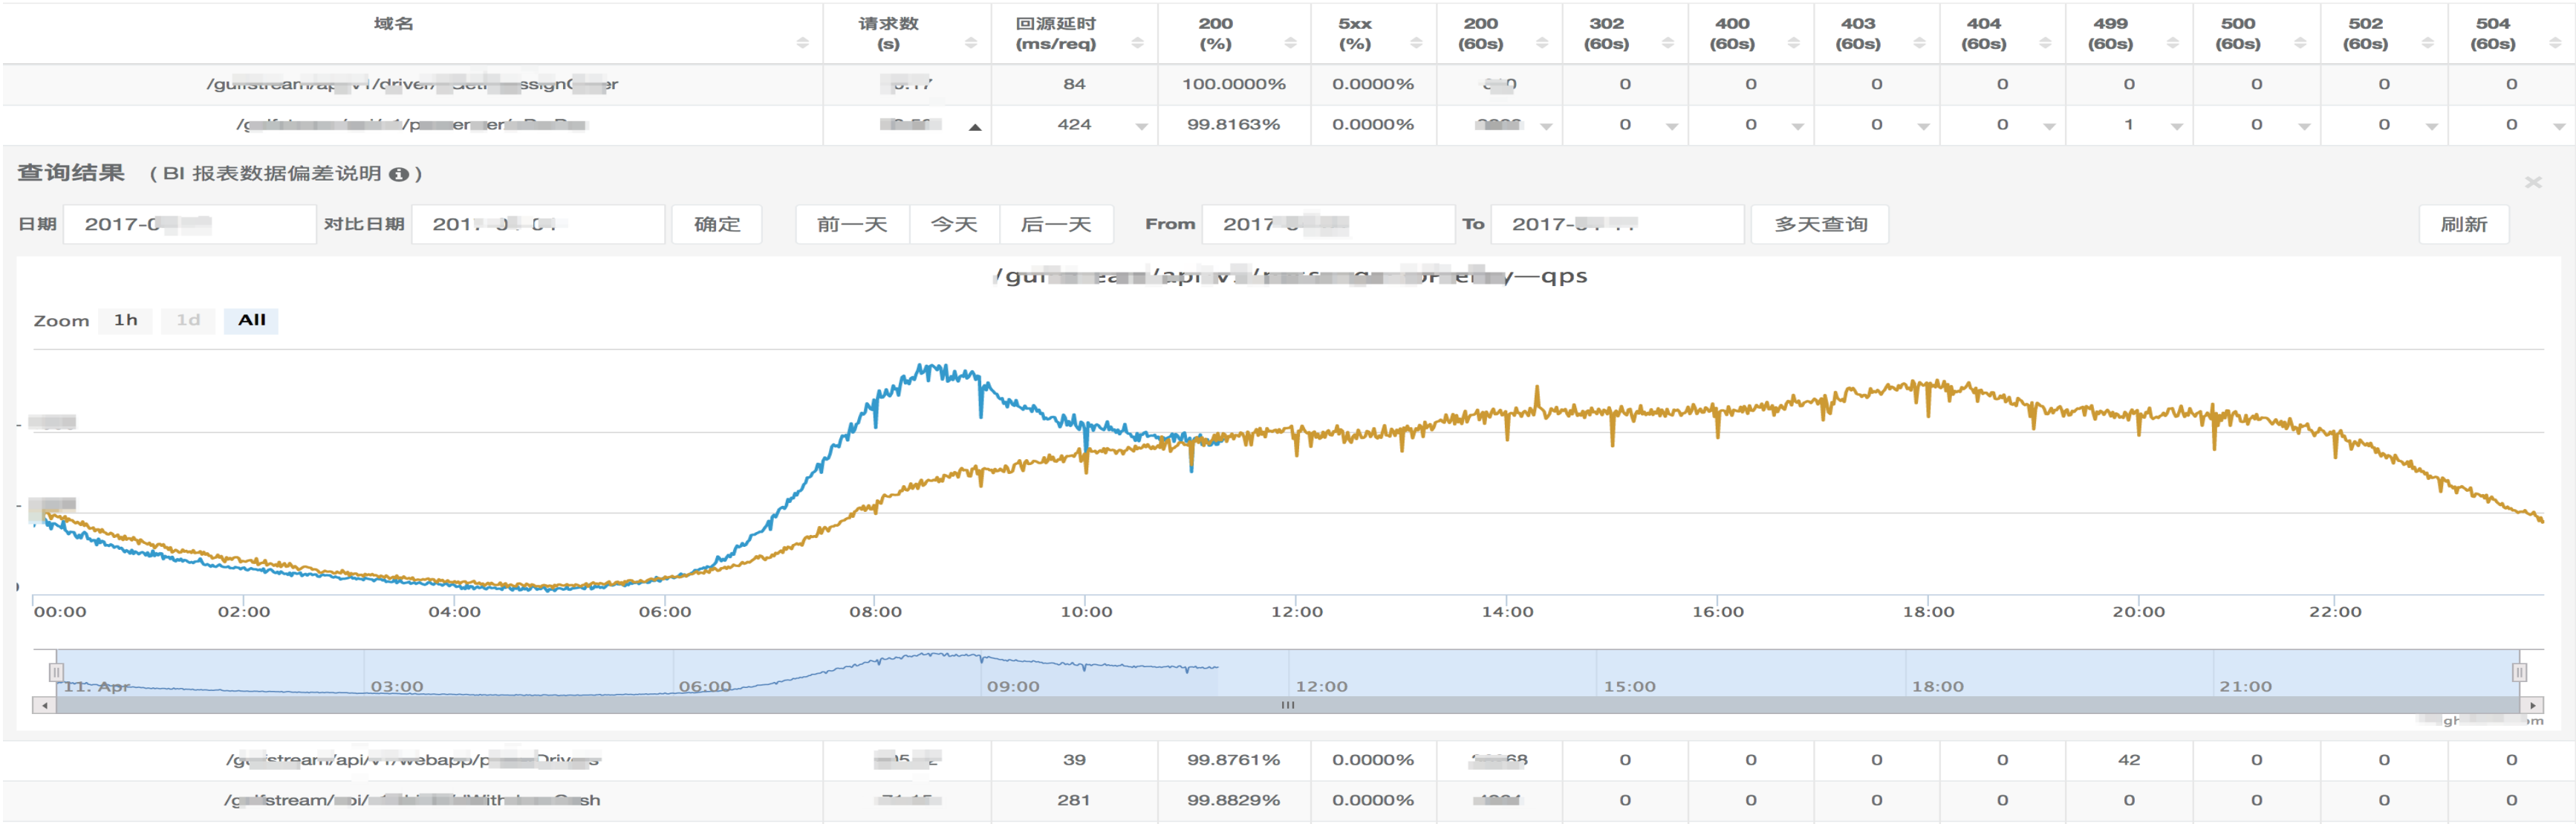 域名 请求数 (s) 回源延时 (ms/req) 200 (%) 5xx (%) 200 (60s) 302 (60s) 400 (60s) 403 (60s) 404 (60s) 499 (60s) 500 (60s) 502 (60s) 504 (60s)
84 100.0000% 0.0000% 0 0 0 0 0 0 0 0
424 99.8163% 0.0000% 0 0 0 0 1 0 0 0
查询结果 ( BI 报表数据偏差说明 )
日期 对比日期 确定 前一天 今天 后一天 From To 多天查询 刷新
—qps
Zoom 1h 1d All
00:00 02:00 04:00 06:00 08:00 10:00 12:00 14:00 16:00 18:00 20:00 22:00
11. Apr 03:00 06:00 09:00 12:00 15:00 18:00 21:00
39 99.8761% 0.0000% 0 0 0 0 42 0 0 0
281 99.8829% 0.0000% 0 0 0 0 0 0 0 0